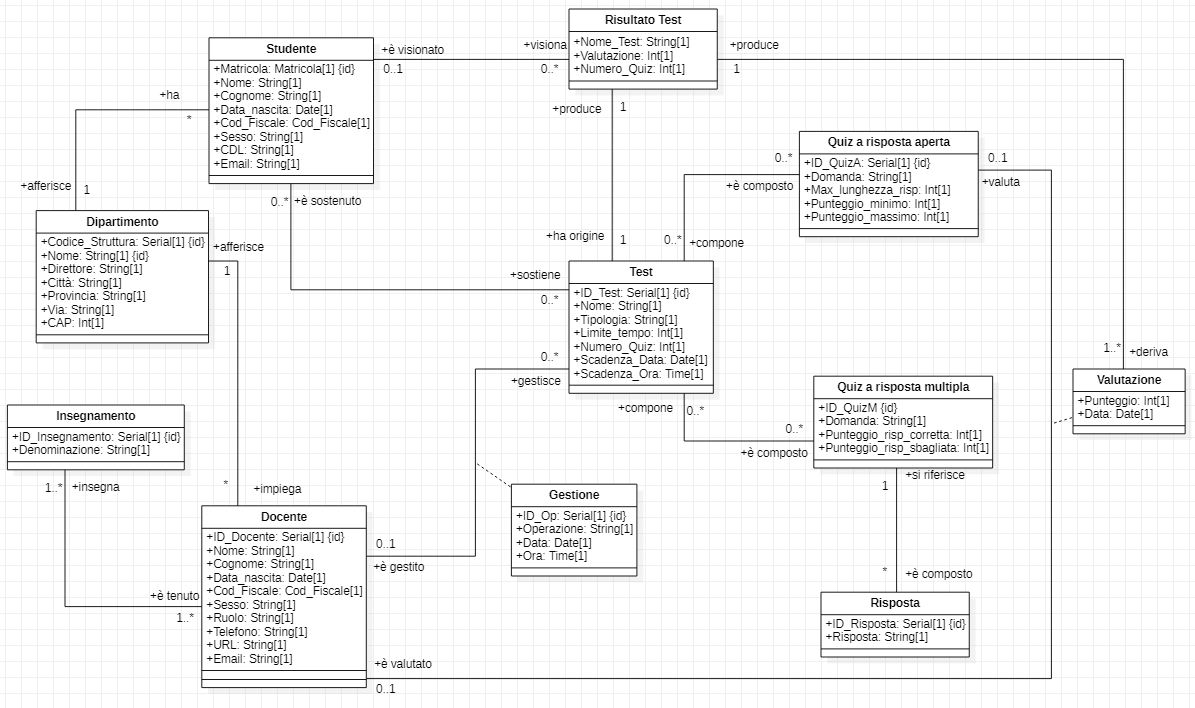 Risultato Test
+Nome_Test: String[1]
+Valutazione: Int[1]
+Numero_Quiz: Int[1]
+visiona
0..*
+produce
1
+produce
1
Studente
+Matricola: Matricola[1] {id}
+Nome: String[1]
+Cognome: String[1]
+Data_nascita: Date[1]
+Cod_Fiscale: Cod_Fiscale[1]
+Sesso: String[1]
+CDL: String[1]
+Email: String[1]
+è visionato
0..1
+ha
*
0..*
+è sostenuto
+afferisce
1
Dipartimento
+Codice_Struttura: Serial[1] {id}
+Nome: String[1] {id}
+Direttore: String[1]
+Città: String[1]
+Provincia: String[1]
+Via: String[1]
+CAP: Int[1]
+afferisce
1
Quiz a risposta aperta
+ID_QuizA: Serial[1] {id}
+Domanda: String[1]
+Max_lunghezza_risp: Int[1]
+Punteggio_minimo: Int[1]
+Punteggio_massimo: Int[1]
0..*
+è composto
0..1
+valuta
+ha origine
1
0..*
+compone
Test
+ID_Test: Serial[1] {id}
+Nome: String[1]
+Tipologia: String[1]
+Limite_tempo: Int[1]
+Numero_Quiz: Int[1]
+Scadenza_Data: Date[1]
+Scadenza_Ora: Time[1]
+sostiene
0..*
0..*
+gestisce
+compone
0..*
1..*
+deriva
Valutazione
+Punteggio: Int[1]
+Data: Date[1]
Quiz a risposta multipla
+ID_QuizM {id}
+Domanda: String[1]
+Punteggio_risp_corretta: Int[1]
+Punteggio_risp_sbagliata: Int[1]
0..*
+è composto
+si riferisce
1
Insegnamento
+ID_Insegnamento: Serial[1] {id}
+Denominazione: String[1]
1..*
+insegna
*
+impiega
Gestione
+ID_Op: Serial[1] {id}
+Operazione: String[1]
+Data: Date[1]
+Ora: Time[1]
Docente
+ID_Docente: Serial[1] {id}
+Nome: String[1]
+Cognome: String[1]
+Data_nascita: Date[1]
+Cod_Fiscale: Cod_Fiscale[1]
+Sesso: String[1]
+Ruolo: String[1]
+Telefono: String[1]
+URL: String[1]
+Email: String[1]
+è tenuto
1..*
0..1
+è gestito
+è valutato
0..1
*
+è composto
Risposta
+ID_Risposta: Serial[1] {id}
+Risposta: String[1]